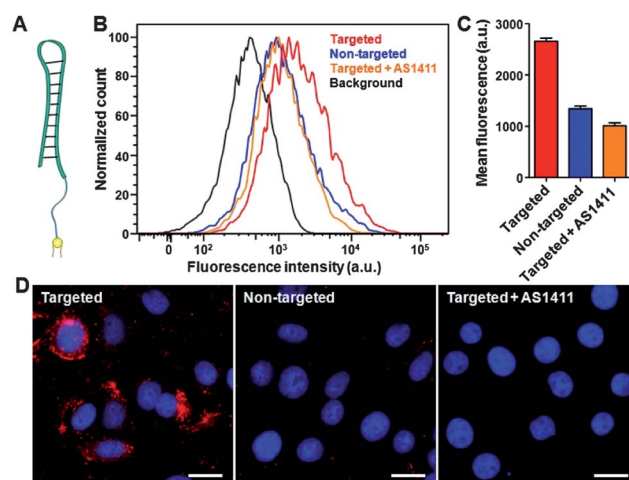 A
B
Targeted
Non-targeted
Targeted + AS1411
Background
Normalized count
100
80
60
40
20
0
0 10² 10³ 10⁴ 10⁵
Fluorescence intensity (a.u.)
C
Mean fluorescence (a.u.)
3000
2000
1000
0
Targeted
Non-targeted
Targeted + AS1411
D
Targeted
Non-targeted
Targeted + AS1411